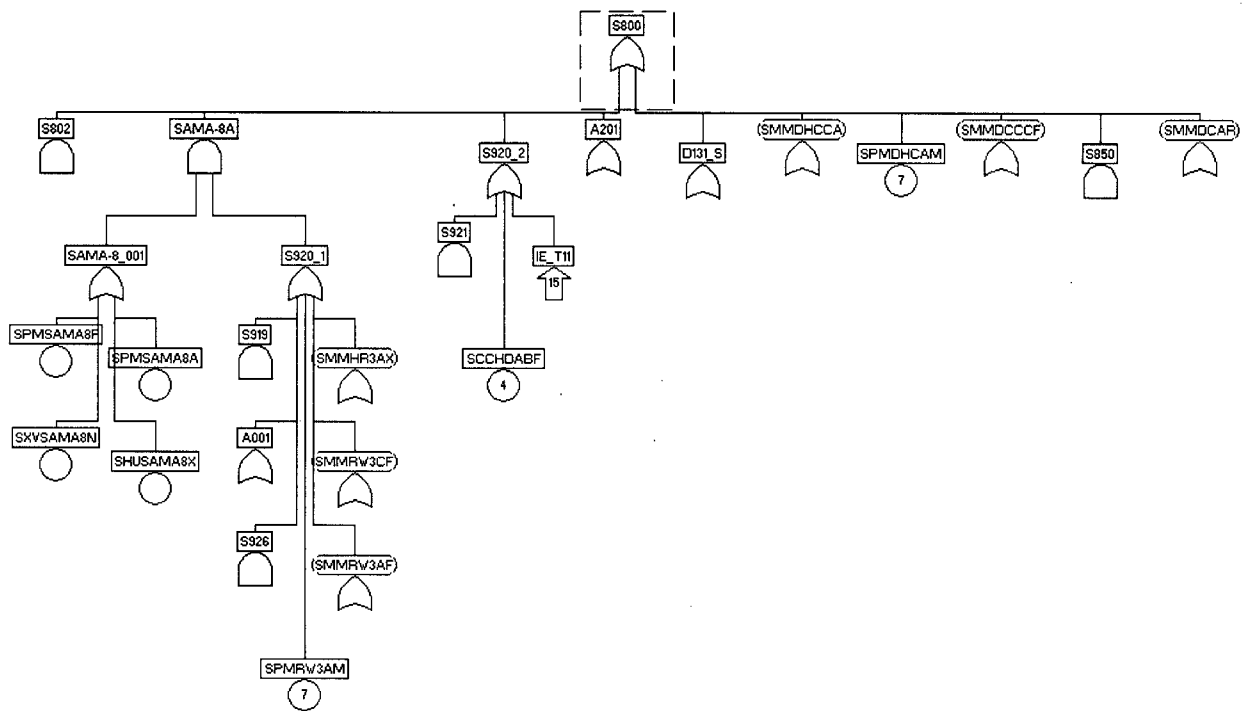 S800
S802
SAMA-8A
S920_2
A201
D131_S
(SMMDHCCA)
SPMDHCAM
7
(SMMDCCCF)
S850
(SMMDCAR)
S921
IE_T11
15
SCCHDABF
4
SAMA-8_001
S920_1
SPMSAMA8F
SPMSAMA8A
SXVSAMA8N
SHUSAMA8X
S919
(SMMHR3AX)
A001
(SMMRW3CF)
S926
(SMMRW3AF)
SPMRW3AM
7